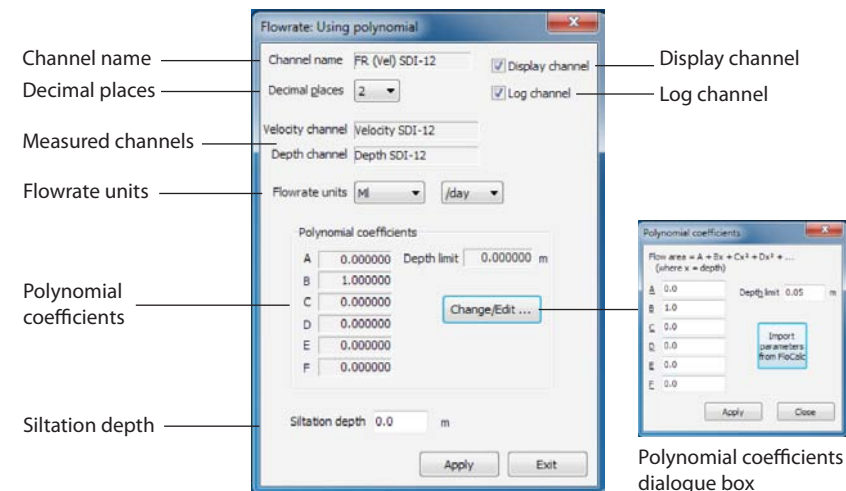 Flowrate: Using polynomial
Channel name
Decimal places
Measured channels
Flowrate units
Polynomial
coefficients
Siltation depth
Channel name FR (Vel) SDI-12
Display channel
Decimal places 2
Log channel
Velocity channel Velocity SDI-12
Depth channel Depth SDI-12
Flowrate units Ml /day
Polynomial coefficients
A 0.000000 Depth limit 0.000000 m
B 1.000000
C 0.000000
Change/Edit ...
D 0.000000
E 0.000000
F 0.000000
Siltation depth 0.0 m
Apply Exit
Display channel
Log channel
Polynomial coefficients
Flow area = A + Bx + Cx² + Dx³ + ...
(where x = depth)
A 0.0 Depth limit 0.05 m
B 1.0
C 0.0
D 0.0
E 0.0
F 0.0
Import
parameters
from FloCalc
Apply Close
Polynomial coefficients
dialogue box